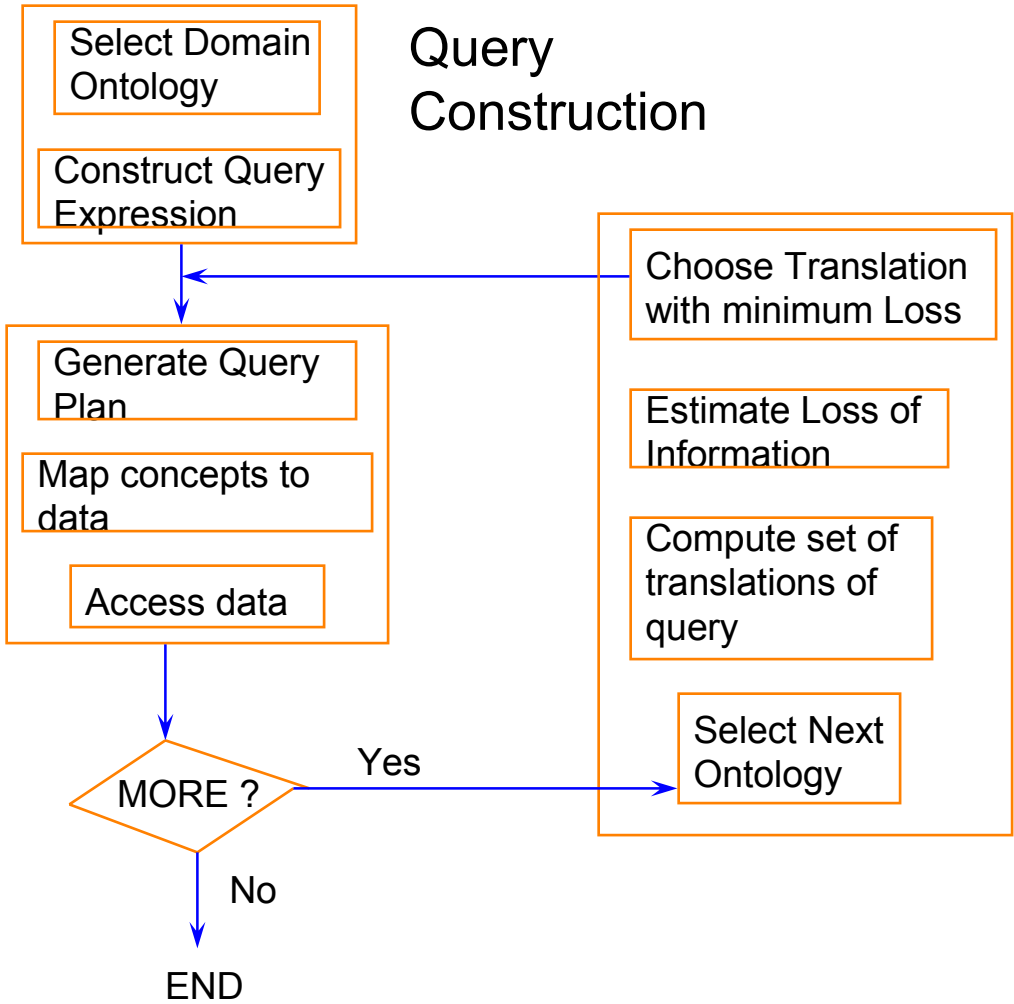 Select Domain
Ontology
Query
Construction
Construct Query
Expression
Choose Translation
with minimum Loss
Generate Query
Plan
Estimate Loss of
Information
Map concepts to
data
Compute set of
translations of
query
Access data
Select Next
Ontology
Yes
MORE ?
No
END